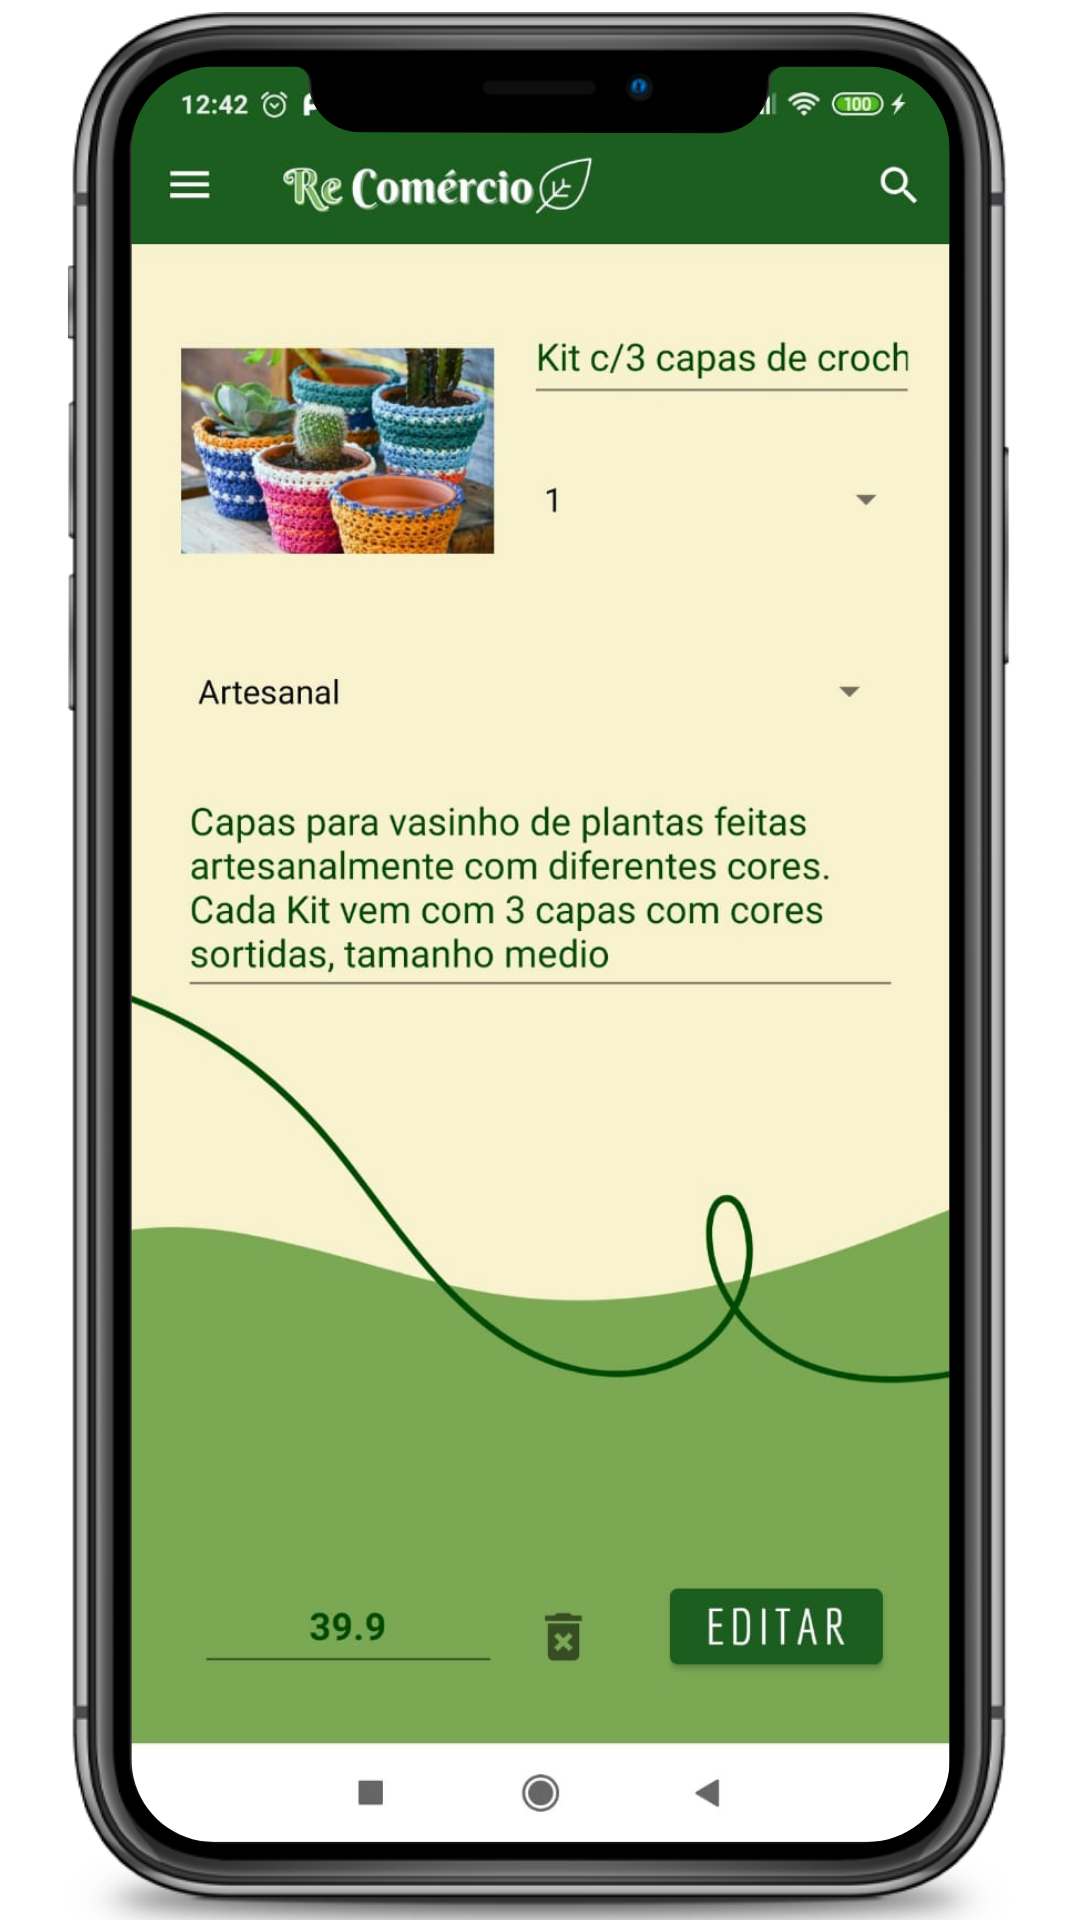 12:42
100
Re Comércio
Kit c/3 capas de croch
1
Artesanal
Capas para vasinho de plantas feitas
artesanalmente com diferentes cores.
Cada Kit vem com 3 capas com cores
sortidas, tamanho medio
39.9
EDITAR